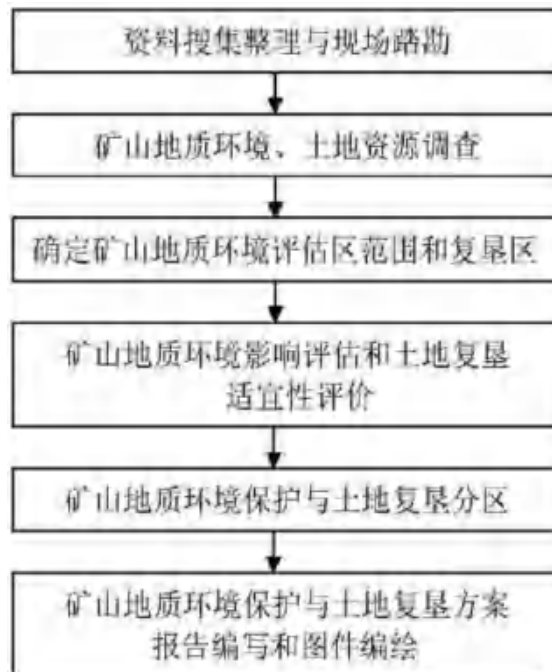 资料搜集整理与现场踏勘
矿山地质环境、土地资源调查
确定矿山地质环境评估区范围和复垦区
矿山地质环境影响评估和土地复垦
适宜性评价
矿山地质环境保护与土地复垦分区
矿山地质环境保护与土地复垦方案
报告编写和图件编绘